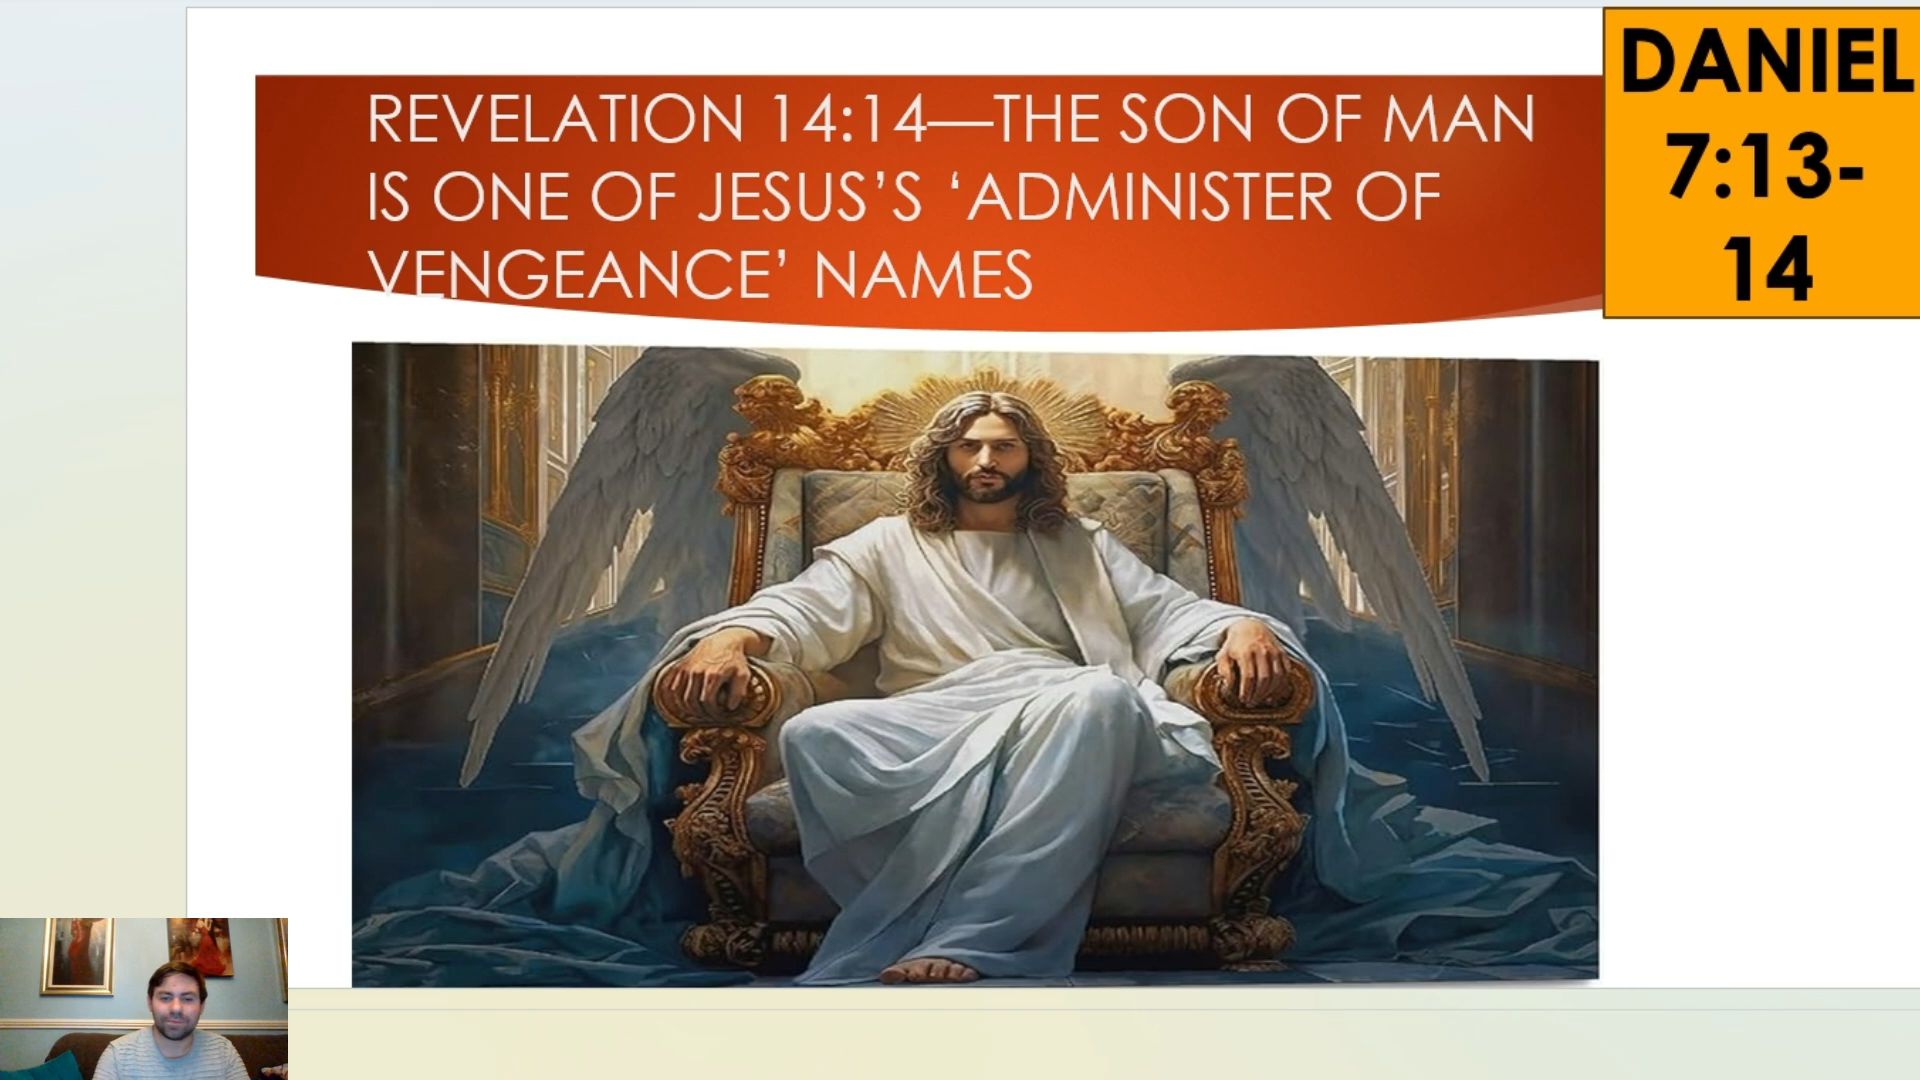 REVELATION 14:14—THE SON OF MAN
IS ONE OF JESUS’S ‘ADMINISTER OF
VENGEANCE’ NAMES
DANIEL
7:13-
14